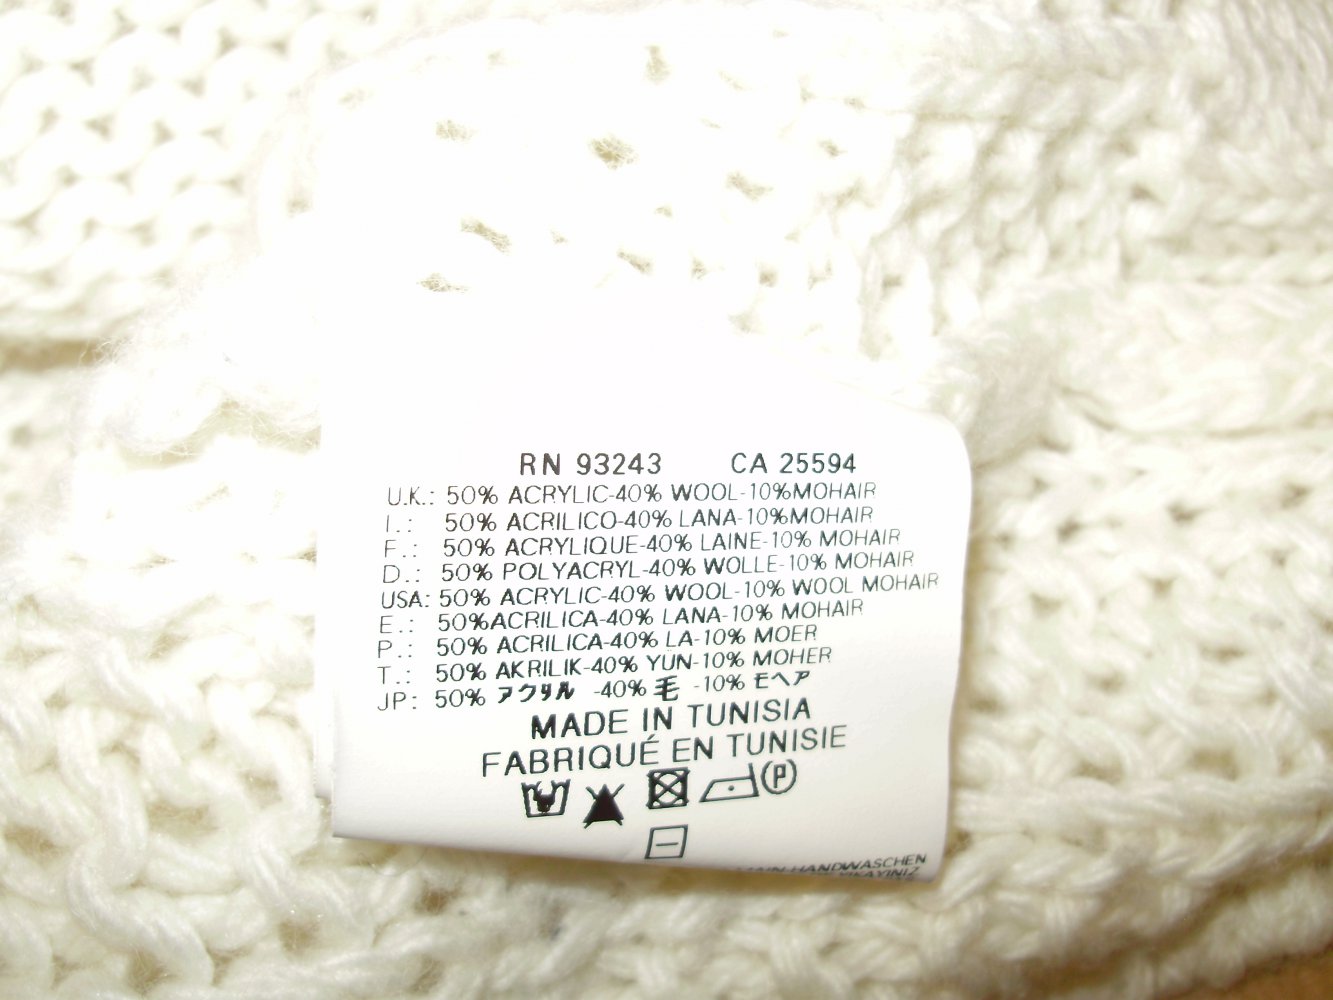 RN 93243 CA 25594
U.K.: 50% ACRYLIC-40% WOOL-10%MOHAIR
I.: 50% ACRILICO-40% LANA-10%MOHAIR
F.: 50% ACRYLIQUE-40% LAINE-10% MOHAIR
D.: 50% POLYACRYL-40% WOLLE-10% MOHAIR
USA: 50% ACRYLIC-40% WOOL-10% WOOL MOHAIR
E.: 50%ACRILICA-40% LANA-10% MOHAIR
P.: 50% ACRILICA-40% LA-10% MOER
T.: 50% AKRILIK-40% YÜN-10% MOHER
JP: 50% アクリル -40% 毛 -10% モヘア
MADE IN TUNISIA
FABRIQUÉ EN TUNISIE
P
HANDWASCHEN
YIKAYINIZ